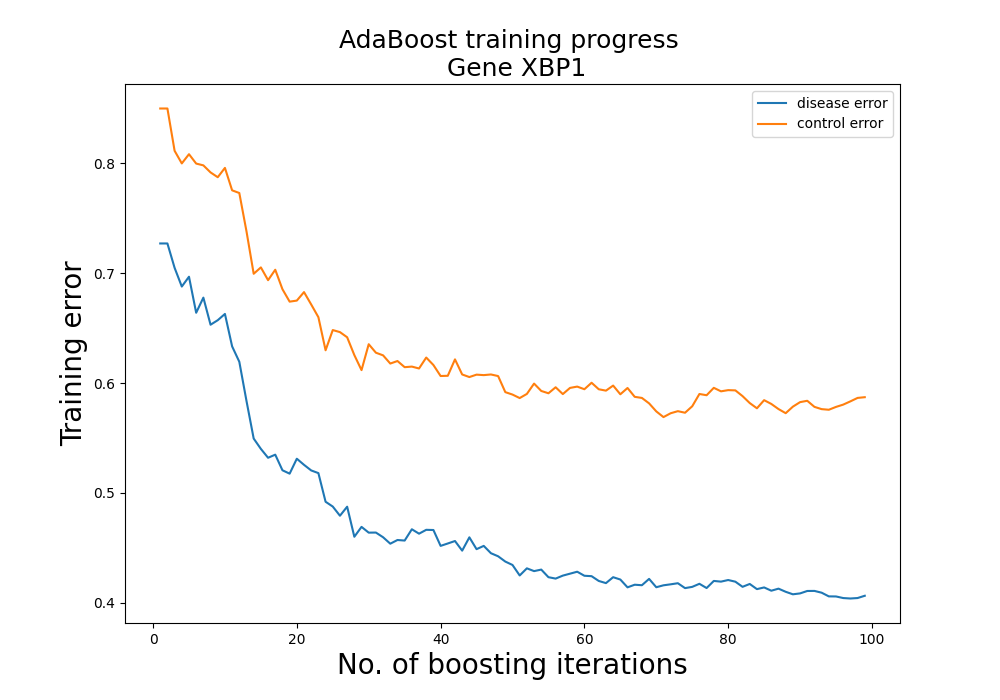 AdaBoost training progress
Gene XBP1
disease error
control error
Training error
0.8
0.7
0.6
0.5
0.4
0 20 40 60 80 100
No. of boosting iterations